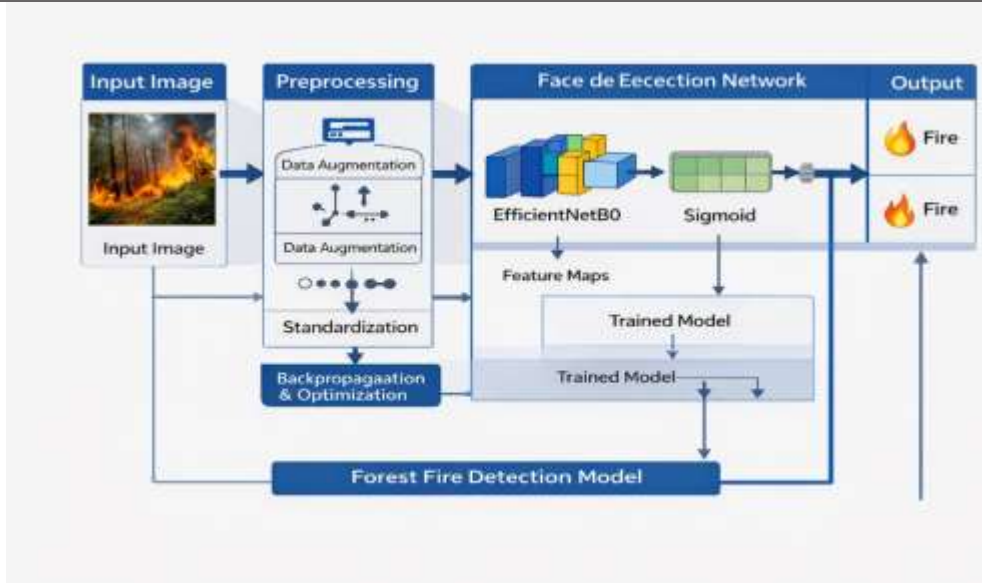 Input Image
Input Image
Preprocessing
Data Augmentation
Data Augmentation
Standardization
Backpropagaation
& Optimization
Face de Eecection Network
EfficientNetB0
Sigmoid
Feature Maps
Trained Model
Trained Model
Output
Fire
Fire
Forest Fire Detection Model